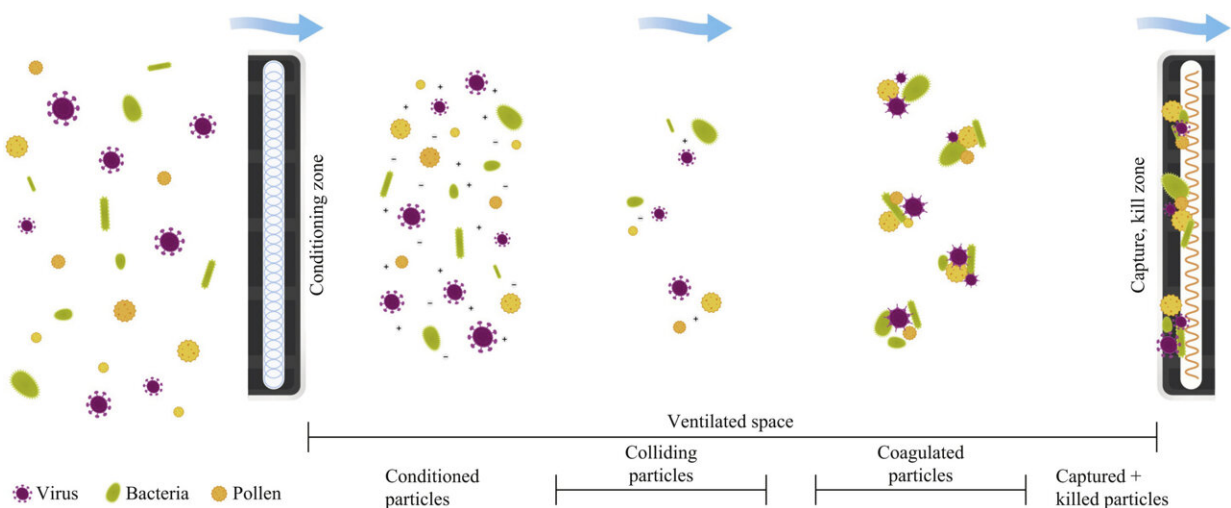 Conditioning zone
Capture, kill zone
Ventilated space
Conditioned
particles
Colliding
particles
Coagulated
particles
Captured +
killed particles
Virus
Bacteria
Pollen